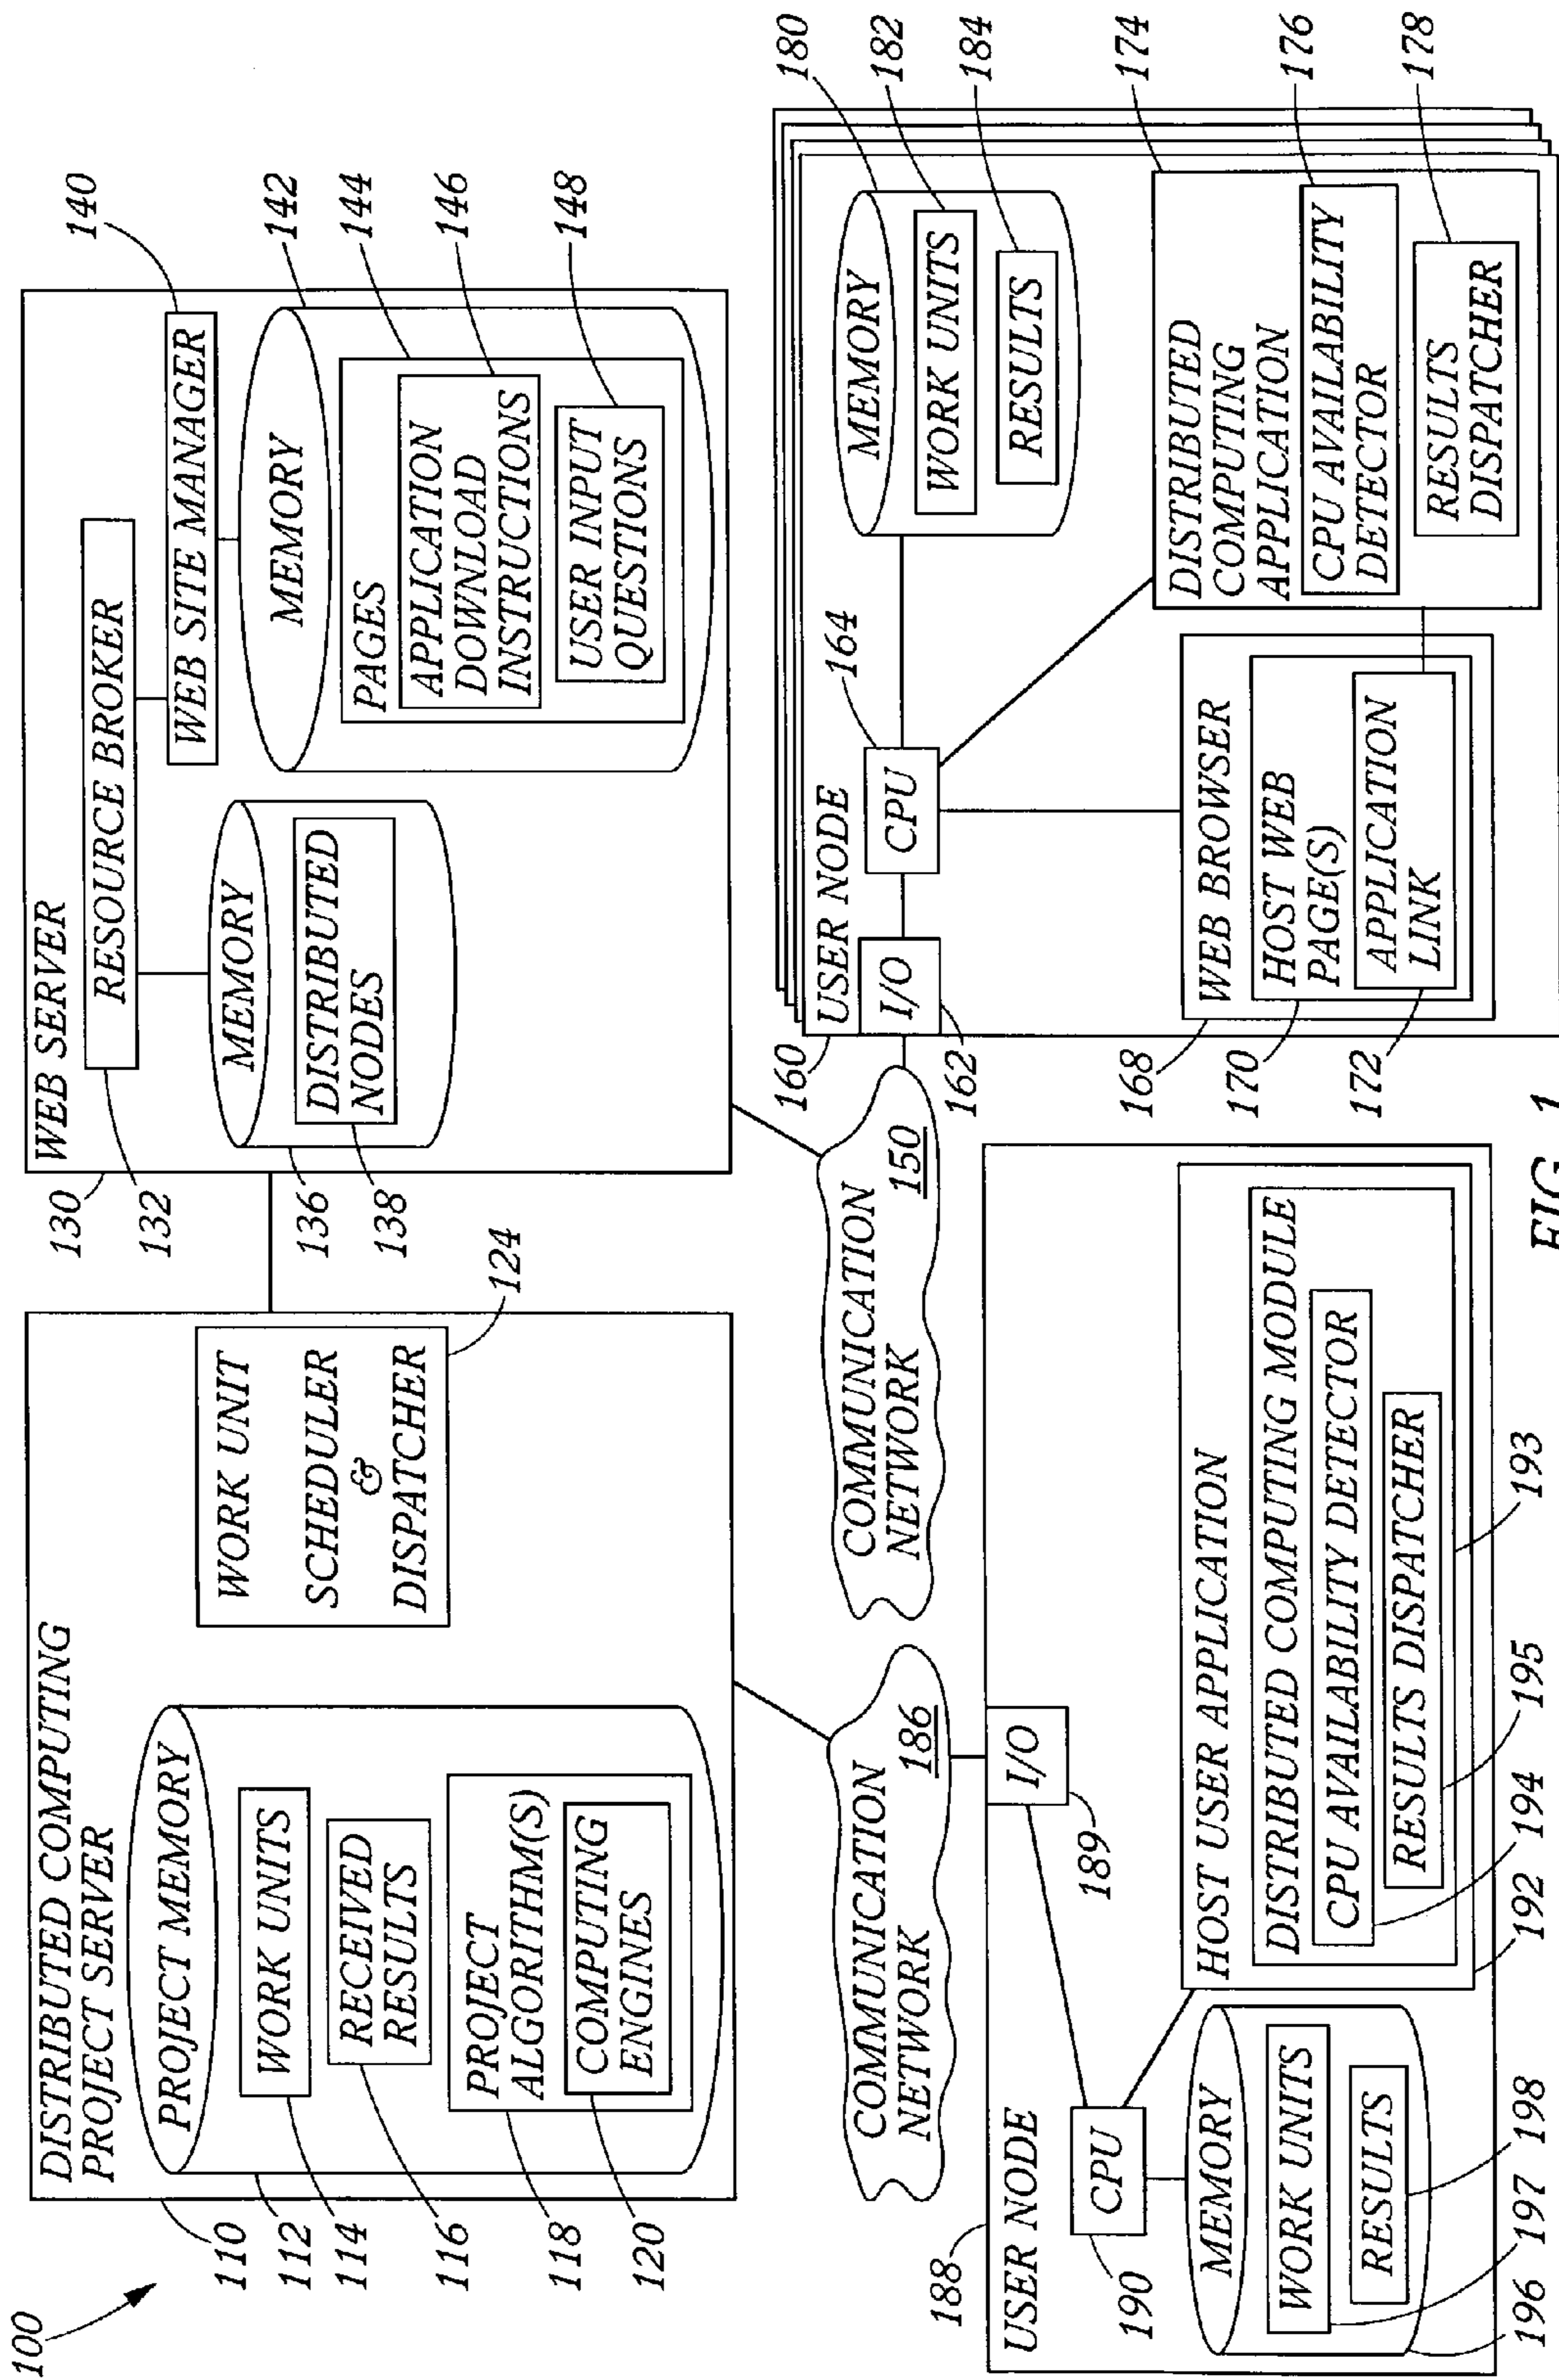 100
DISTRIBUTED COMPUTING
PROJECT SERVER
110
PROJECT MEMORY
112
WORK UNITS
114
RECEIVED
RESULTS
116
PROJECT
ALGORITHM(S)
118
COMPUTING
ENGINES
120
WORK UNIT
SCHEDULER
&
DISPATCHER
124
WEB SERVER
130
RESOURCE BROKER
132
MEMORY
136
DISTRIBUTED
NODES
138
WEB SITE MANAGER
140
MEMORY
142
PAGES
144
APPLICATION
DOWNLOAD
INSTRUCTIONS
146
USER INPUT
QUESTIONS
148
COMMUNICATION
NETWORK
186
COMMUNICATION
NETWORK
150
USER NODE
188
I/O
189
CPU
190
MEMORY
WORK UNITS
RESULTS
196
197
198
HOST USER APPLICATION
DISTRIBUTED COMPUTING MODULE
CPU AVAILABILITY DETECTOR
RESULTS DISPATCHER
192
194
195
193
USER NODE
160
I/O
162
CPU
164
MEMORY
180
WORK UNITS
182
RESULTS
184
WEB BROWSER
168
HOST WEB
PAGE(S)
170
APPLICATION
LINK
172
DISTRIBUTED
COMPUTING
APPLICATION
174
CPU AVAILABILITY
DETECTOR
176
RESULTS
DISPATCHER
178
FIG. 1